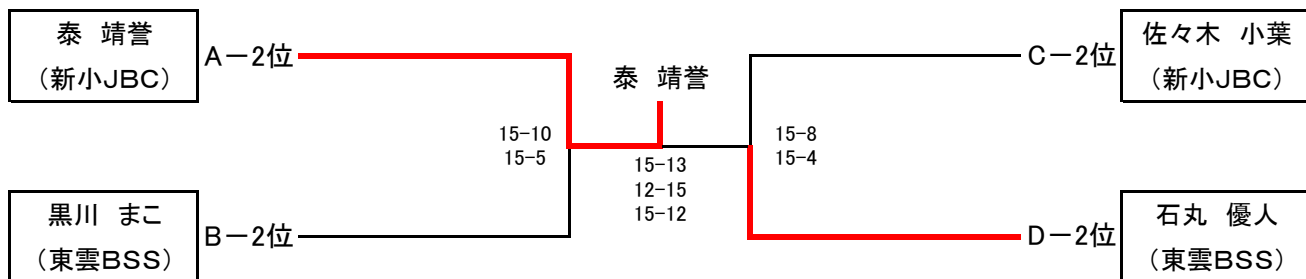 泰　靖誉
（新小JBC）
A－2位
佐々木　小葉
（新小JBC）
C－2位
泰　靖誉
15-10
15-5
15-13
12-15
15-12
15-8
15-4
黒川　まこ
（東雲BSS）
B－2位
石丸　優人
（東雲BSS）
D－2位